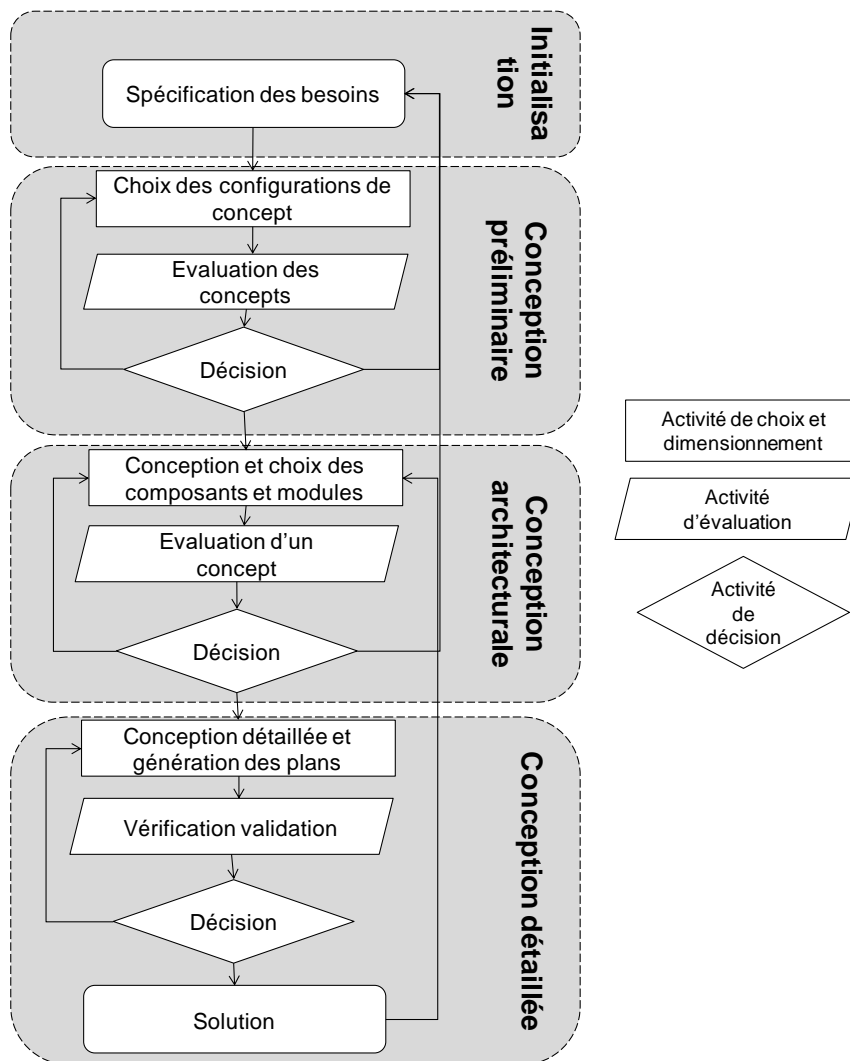 Initialisa
tion
Spécification des besoins
Conception
préliminaire
Choix des configurations de
concept
Evaluation des
concepts
Décision
Conception
architecturale
Conception et choix des
composants et modules
Evaluation d'un
concept
Décision
Conception détaillée
Conception détaillée et
génération des plans
Vérification validation
Décision
Solution
Activité de choix et
dimensionnement
Activité
d'évaluation
Activité
de
décision